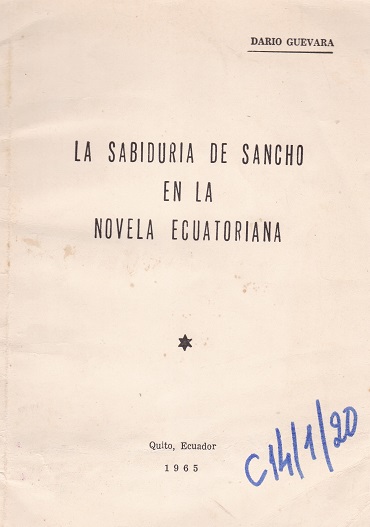 DARIO GUEVARA
LA SABIDURIA DE SANCHO
EN LA
NOVELA ECUATORIANA
Quito, Ecuador
1965
C14/1/20